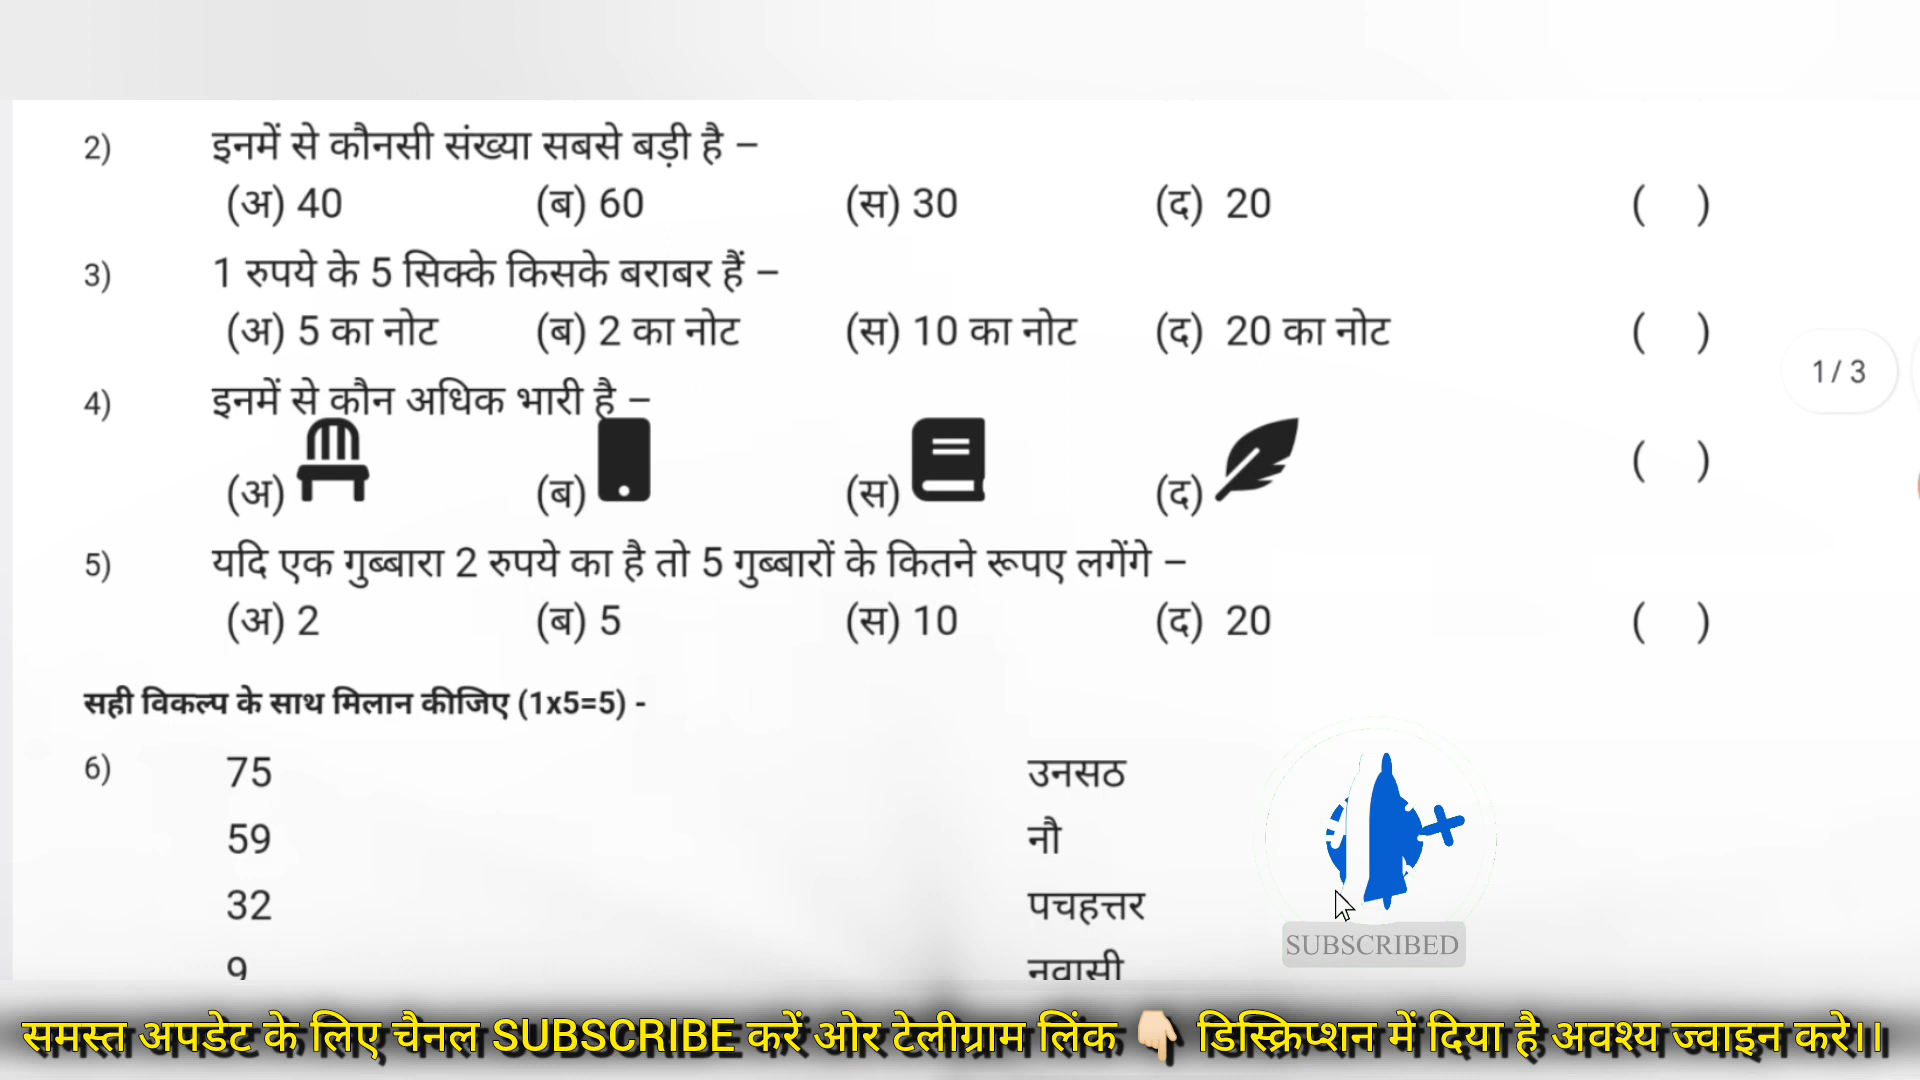 2) इनमें से कौनसी संख्या सबसे बड़ी है –
(अ) 40 (ब) 60 (स) 30 (द) 20 ( )
3) 1 रुपये के 5 सिक्के किसके बराबर हैं –
(अ) 5 का नोट (ब) 2 का नोट (स) 10 का नोट (द) 20 का नोट ( )
1 / 3
4) इनमें से कौन अधिक भारी है –
(अ) (ब) (स) (द) ( )
5) यदि एक गुब्बारा 2 रुपये का है तो 5 गुब्बारों के कितने रूपए लगेंगे –
(अ) 2 (ब) 5 (स) 10 (द) 20 ( )
सही विकल्प के साथ मिलान कीजिए (1x5=5) -
6) 75 उनसठ
59 नौ
32 पचहत्तर
9 नवासी
SUBSCRIBED
समस्त अपडेट के लिए चैनल SUBSCRIBE करें ओर टेलीग्राम लिंक 👇🏻 डिस्क्रिप्शन में दिया है अवश्य ज्वाइन करे।।